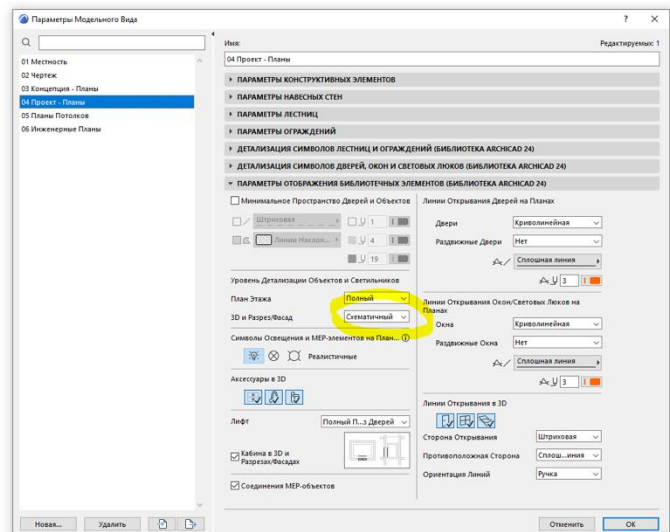 Параметры Модельного Вида
? X
01 Местность
02 Чертеж
03 Концепция - Планы
04 Проект - Планы
05 Планы Потолков
06 Инженерные Планы
Новая...
Удалить
Имя:
Редактируемых: 1
04 Проект - Планы
ПАРАМЕТРЫ КОНСТРУКТИВНЫХ ЭЛЕМЕНТОВ
ПАРАМЕТРЫ НАВЕСНЫХ СТЕН
ПАРАМЕТРЫ ЛЕСТНИЦ
ПАРАМЕТРЫ ОГРАЖДЕНИЙ
ДЕТАЛИЗАЦИЯ СИМВОЛОВ ЛЕСТНИЦ И ОГРАЖДЕНИЙ (БИБЛИОТЕКА ARCHICAD 24)
ДЕТАЛИЗАЦИЯ СИМВОЛОВ ДВЕРЕЙ, ОКОН И СВЕТОВЫХ ЛЮКОВ (БИБЛИОТЕКА ARCHICAD 24)
ПАРАМЕТРЫ ОТОБРАЖЕНИЯ БИБЛИОТЕЧНЫХ ЭЛЕМЕНТОВ (БИБЛИОТЕКА ARCHICAD 24)
Минимальное Пространство Дверей и Объектов
Штриховая
1
Линии Наклон...
4
19
Уровень Детализации Объектов и Светильников
План Этажа
Полный
3D и Разрез/Фасад
Схематичный
Символы Освещения и MEP-элементов на План...
Реалистичные
Аксессуары в 3D
Лифт
Полный П...з Дверей
Кабина в 3D и
Разрезах/Фасадах
Соединения MEP-объектов
Линии Открывания Дверей на Планах
Двери
Криволинейная
Раздвижные Двери
Нет
Сплошная линия
3
Линии Открывания Окон/Световых Люков на
Планах
Окна
Криволинейная
Раздвижные Окна
Нет
Сплошная линия
3
Линии Открывания в 3D
Сторона Открывания
Штриховая
Противоположная Сторона
Сплош...иния
Ориентация Линий
Ручка
Отменить
OK